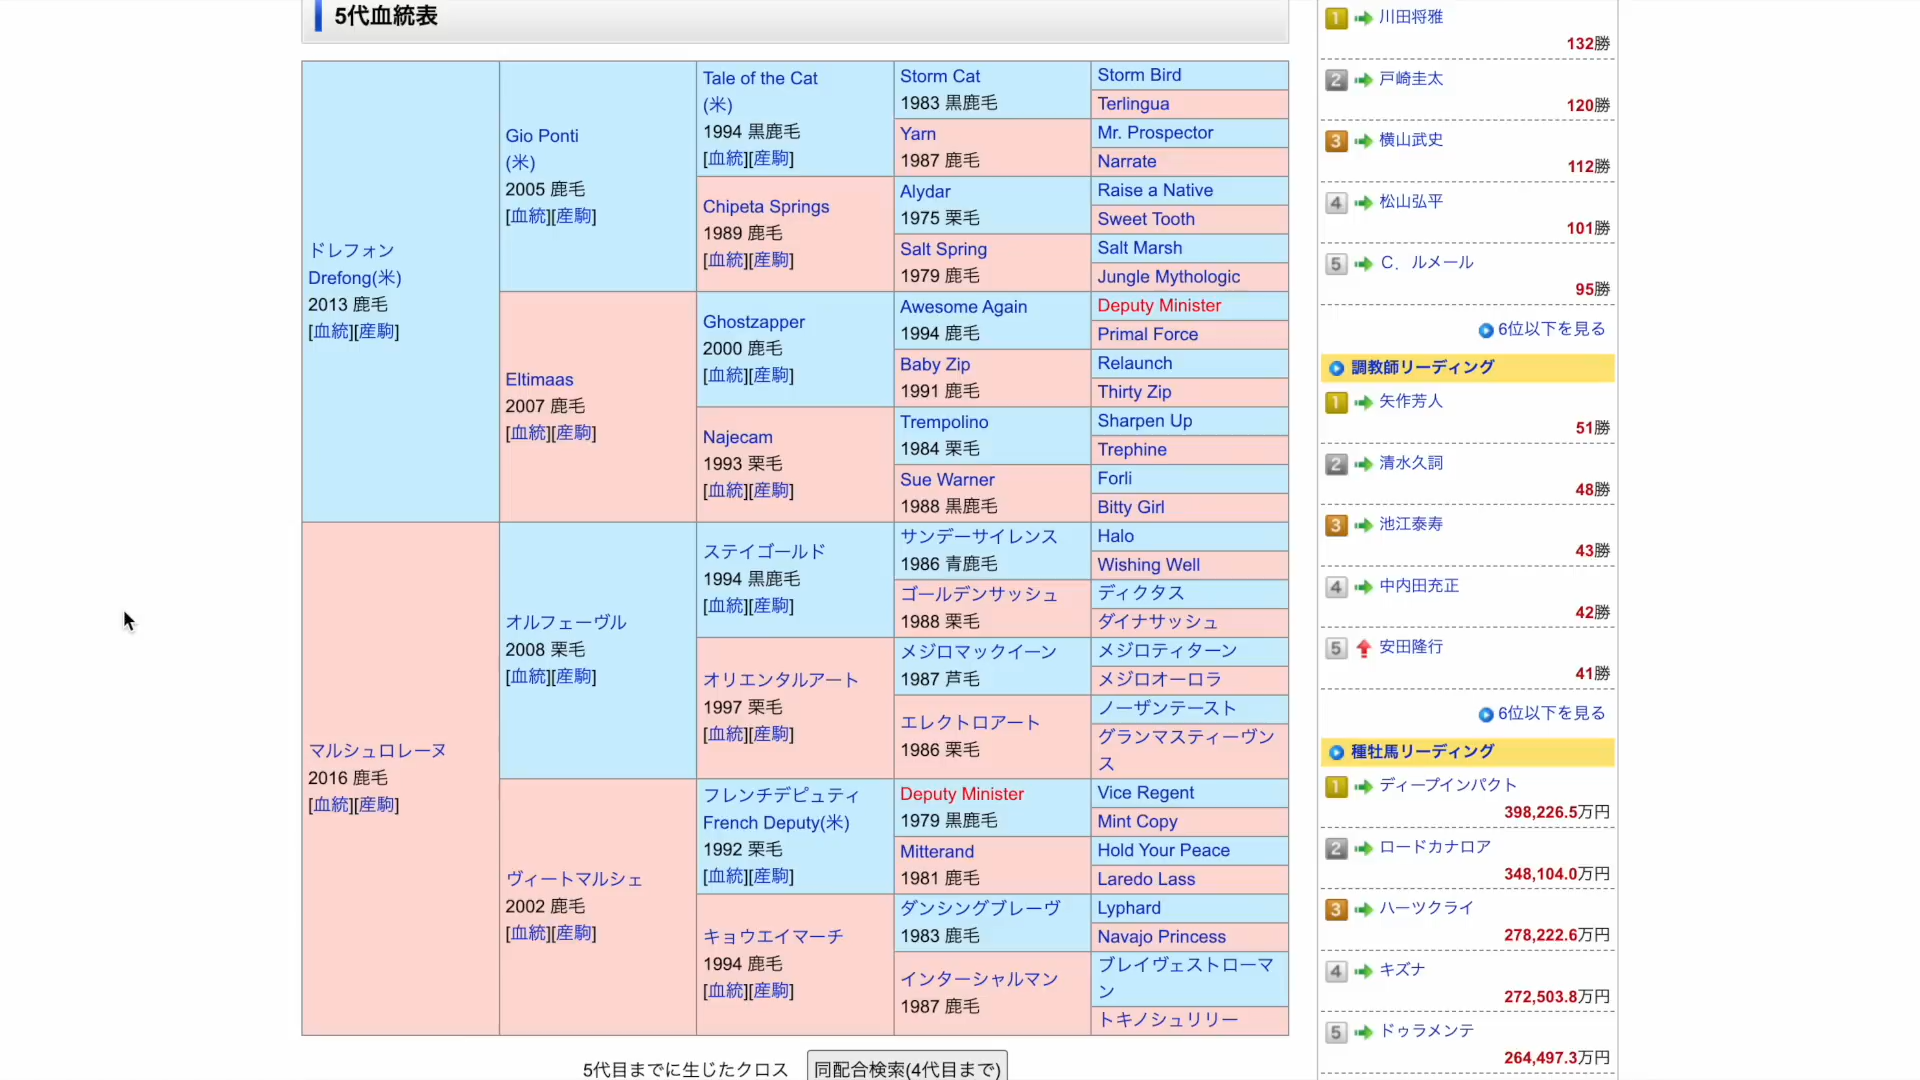 5代血統表
ドレフォン
Drefong(米)
2013 鹿毛
[血統][産駒]
Gio Ponti
(米)
2005 鹿毛
[血統][産駒]
Tale of the Cat
(米)
1994 黒鹿毛
[血統][産駒]
Storm Cat
1983 黒鹿毛
Storm Bird
Terlingua
Yarn
1987 鹿毛
Mr. Prospector
Narrate
Chipeta Springs
1989 鹿毛
[血統][産駒]
Alydar
1975 栗毛
Raise a Native
Sweet Tooth
Salt Spring
1979 鹿毛
Salt Marsh
Jungle Mythologic
Eltimaas
2007 鹿毛
[血統][産駒]
Ghostzapper
2000 鹿毛
[血統][産駒]
Awesome Again
1994 鹿毛
Deputy Minister
Primal Force
Baby Zip
1991 鹿毛
Relaunch
Thirty Zip
Najecam
1993 栗毛
[血統][産駒]
Trempolino
1984 栗毛
Sharpen Up
Trephine
Sue Warner
1988 黒鹿毛
Forli
Bitty Girl
マルシュロレーヌ
2016 鹿毛
[血統][産駒]
オルフェーヴル
2008 栗毛
[血統][産駒]
ステイゴールド
1994 黒鹿毛
[血統][産駒]
サンデーサイレンス
1986 青鹿毛
Halo
Wishing Well
ゴールデンサッシュ
1988 栗毛
ディクタス
ダイナサッシュ
オリエンタルアート
1997 栗毛
[血統][産駒]
メジロマックイーン
1987 芦毛
メジロティターン
メジロオーロラ
エレクトロアート
1986 栗毛
ノーザンテースト
グランマスティーヴン
ス
ヴィートマルシェ
2002 鹿毛
[血統][産駒]
フレンチデピュティ
French Deputy(米)
1992 栗毛
[血統][産駒]
Deputy Minister
1979 黒鹿毛
Vice Regent
Mint Copy
Mitterand
1981 鹿毛
Hold Your Peace
Laredo Lass
キョウエイマーチ
1994 鹿毛
[血統][産駒]
ダンシングブレーヴ
1983 鹿毛
Lyphard
Navajo Princess
インターシャルマン
1987 鹿毛
ブレイヴェストローマ
ン
トキノシュリリー
5代目までに生じたクロス
同配合検索(4代目まで)
1 川田将雅
132勝
2 戸崎圭太
120勝
3 横山武史
112勝
4 松山弘平
101勝
5 C．ルメール
95勝
6位以下を見る
調教師リーディング
1 矢作芳人
51勝
2 清水久詞
48勝
3 池江泰寿
43勝
4 中内田充正
42勝
5 安田隆行
41勝
6位以下を見る
種牡馬リーディング
1 ディープインパクト
398,226.5万円
2 ロードカナロア
348,104.0万円
3 ハーツクライ
278,222.6万円
4 キズナ
272,503.8万円
5 ドゥラメンテ
264,497.3万円